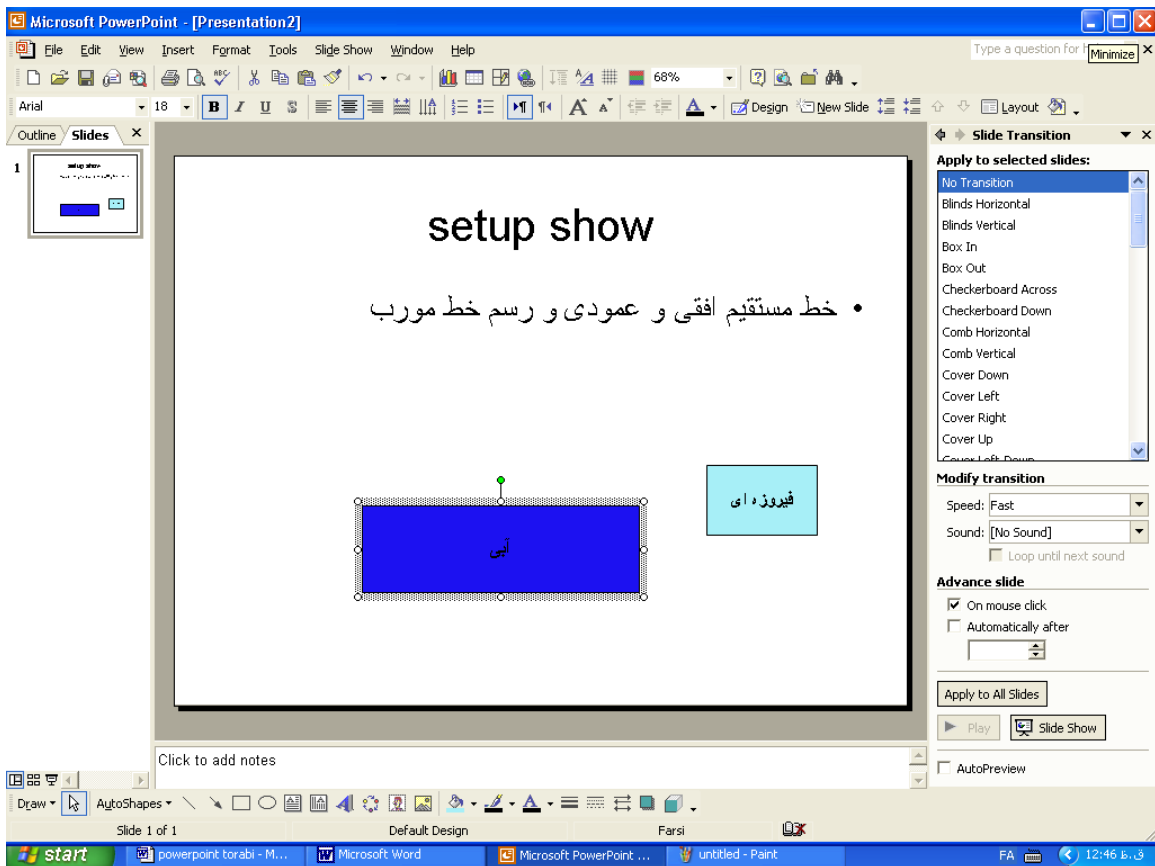 Microsoft PowerPoint - [Presentation2]
File Edit View Insert Format Tools Slide Show Window Help
Type a question for h
Minimize
68%
Arial 18 B I U S Design New Slide Layout
Outline Slides
1
setup show
خط مستقیم افقی و عمودی و رسم خط مورب
فیروزه ای
آبی
Click to add notes
Slide Transition
Apply to selected slides:
No Transition
Blinds Horizontal
Blinds Vertical
Box In
Box Out
Checkerboard Across
Checkerboard Down
Comb Horizontal
Comb Vertical
Cover Down
Cover Left
Cover Right
Cover Up
Cover Left-Down
Modify transition
Speed: Fast
Sound: [No Sound]
Loop until next sound
Advance slide
On mouse click
Automatically after
Apply to All Slides
Play Slide Show
AutoPreview
Draw AutoShapes
Slide 1 of 1 Default Design Farsi
start powerpoint torabi - M... Microsoft Word Microsoft PowerPoint ... untitled - Paint FA 12:46 ق.ظ